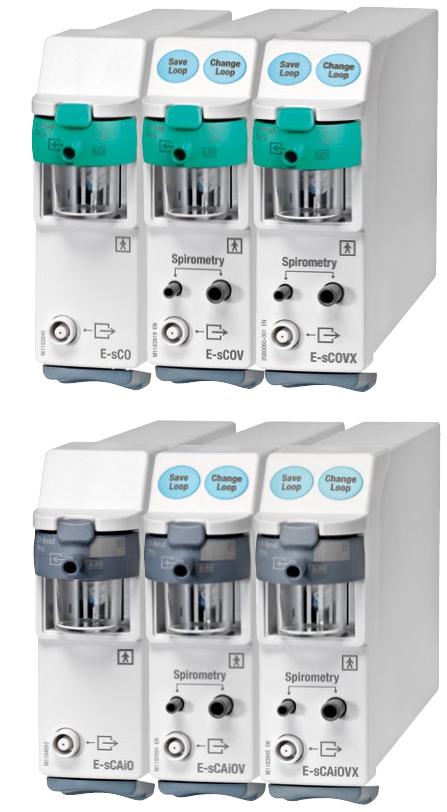 Save
Loop
Change
Loop
Save
Loop
Change
Loop
Spirometry
Spirometry
E-sCO
E-sCOV
E-sCOVX
Save
Loop
Change
Loop
Save
Loop
Change
Loop
Spirometry
Spirometry
E-sCAiO
E-sCAiOV
E-sCAiOVX